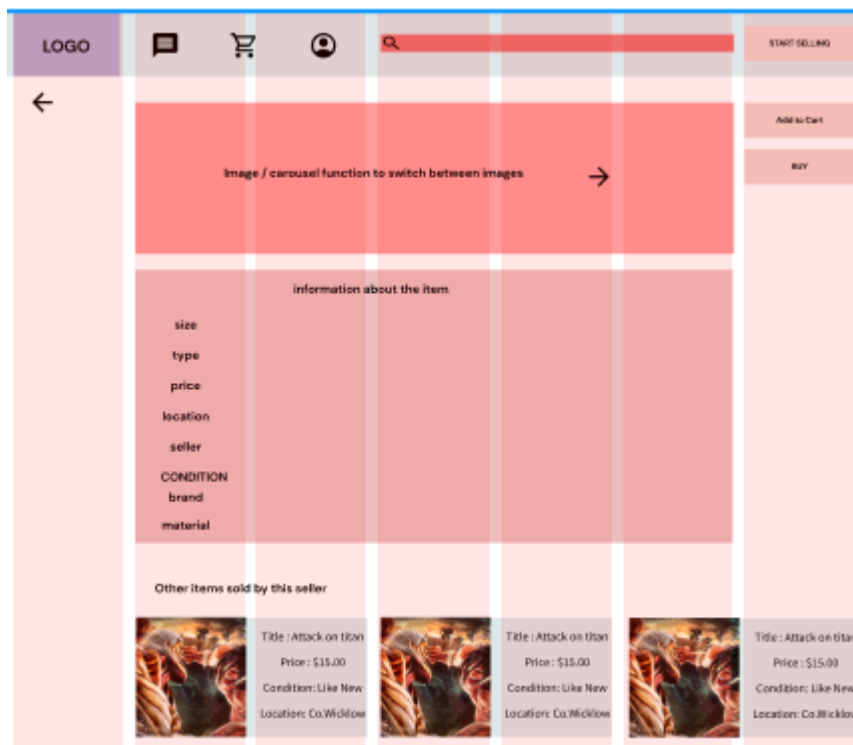 LOGO
START SELLING
Add to Cart
BUY
Image / carousel function to switch between images
information about the item
size
type
price
location
seller
CONDITION
brand
material
Other items sold by this seller
Title : Attack on titan
Price : $15.00
Condition: Like New
Location: Co.Wicklow
Title : Attack on titan
Price : $15.00
Condition: Like New
Location: Co.Wicklow
Title : Attack on titan
Price : $15.00
Condition: Like New
Location: Co.Wicklow